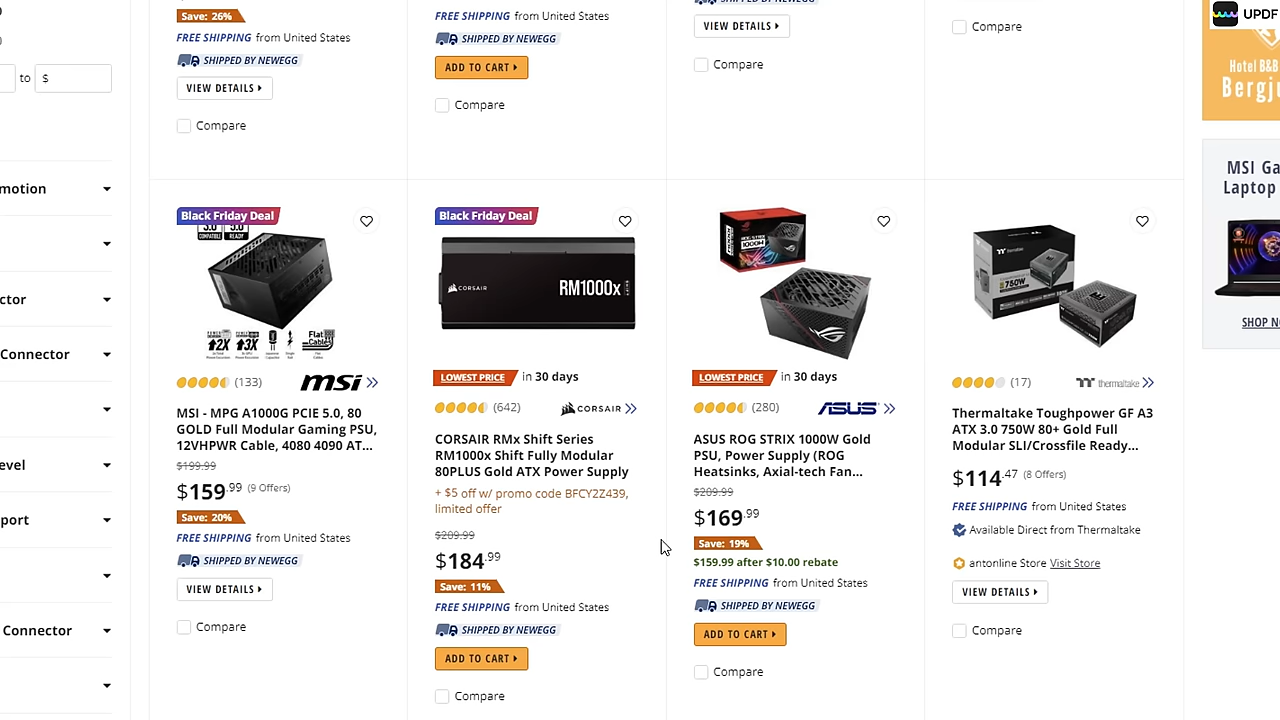 Save: 26%
FREE SHIPPING from United States
SHIPPED BY NEWEGG
VIEW DETAILS
Compare
FREE SHIPPING from United States
SHIPPED BY NEWEGG
ADD TO CART
Compare
VIEW DETAILS
Compare
Compare
UPDF
Hotel B&B
to $
motion
ctor
Connector
evel
port
Connector
Black Friday Deal
msi
(133)
MSI - MPG A1000G PCIE 5.0, 80
GOLD Full Modular Gaming PSU,
12VHPWR Cable, 4080 4090 AT...
$199.99
$159.99 (9 Offers)
Save: 20%
FREE SHIPPING from United States
SHIPPED BY NEWEGG
VIEW DETAILS
Compare
Black Friday Deal
CORSAIR RM1000x
LOWEST PRICE in 30 days
(642) CORSAIR
CORSAIR RMx Shift Series
RM1000x Shift Fully Modular
80PLUS Gold ATX Power Supply
+ $5 off w/ promo code BFCY2Z439,
limited offer
$209.99
$184.99
Save: 11%
FREE SHIPPING from United States
SHIPPED BY NEWEGG
ADD TO CART
Compare
1000W
LOWEST PRICE in 30 days
(280) ASUS
ASUS ROG STRIX 1000W Gold
PSU, Power Supply (ROG
Heatsinks, Axial-tech Fan...
$209.99
$169.99
Save: 19%
$159.99 after $10.00 rebate
FREE SHIPPING from United States
SHIPPED BY NEWEGG
ADD TO CART
Compare
750W
(17) thermaltake
Thermaltake Toughpower GF A3
ATX 3.0 750W 80+ Gold Full
Modular SLI/Crossfile Ready...
$114.47 (8 Offers)
FREE SHIPPING from United States
Available Direct from Thermaltake
antonline Store Visit Store
VIEW DETAILS
Compare
MSI Ga
Laptop
SHOP N